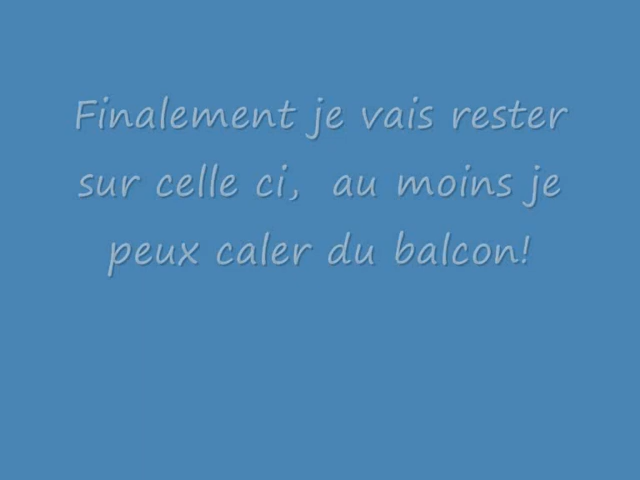 Finalement je vais rester
sur celle ci, au moins je
peux caler du balcon!